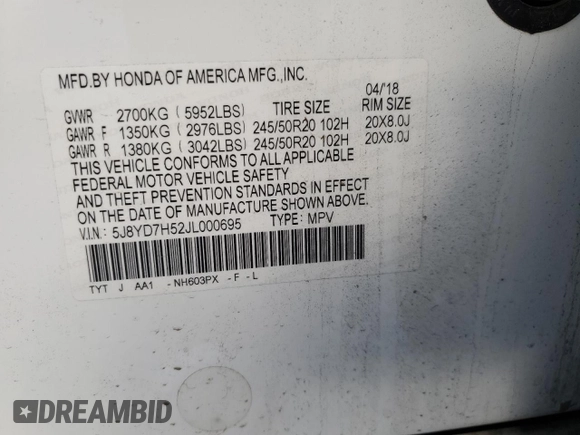 MFD.BY HONDA OF AMERICA MFG.,INC.
04/18
GVWR 2700KG ( 5952LBS) TIRE SIZE RIM SIZE
GAWR F 1350KG ( 2976LBS) 245/50R20 102H 20X8.0J
GAWR R 1380KG ( 3042LBS) 245/50R20 102H 20X8.0J
THIS VEHICLE CONFORMS TO ALL APPLICABLE
FEDERAL MOTOR VEHICLE SAFETY
AND THEFT PREVENTION STANDARDS IN EFFECT
ON THE DATE OF MANUFACTURE SHOWN ABOVE.
V.I.N.: 5J8YD7H52JL000695 TYPE: MPV
TYT J AA1 - NH603PX - F - L
DREAMBID